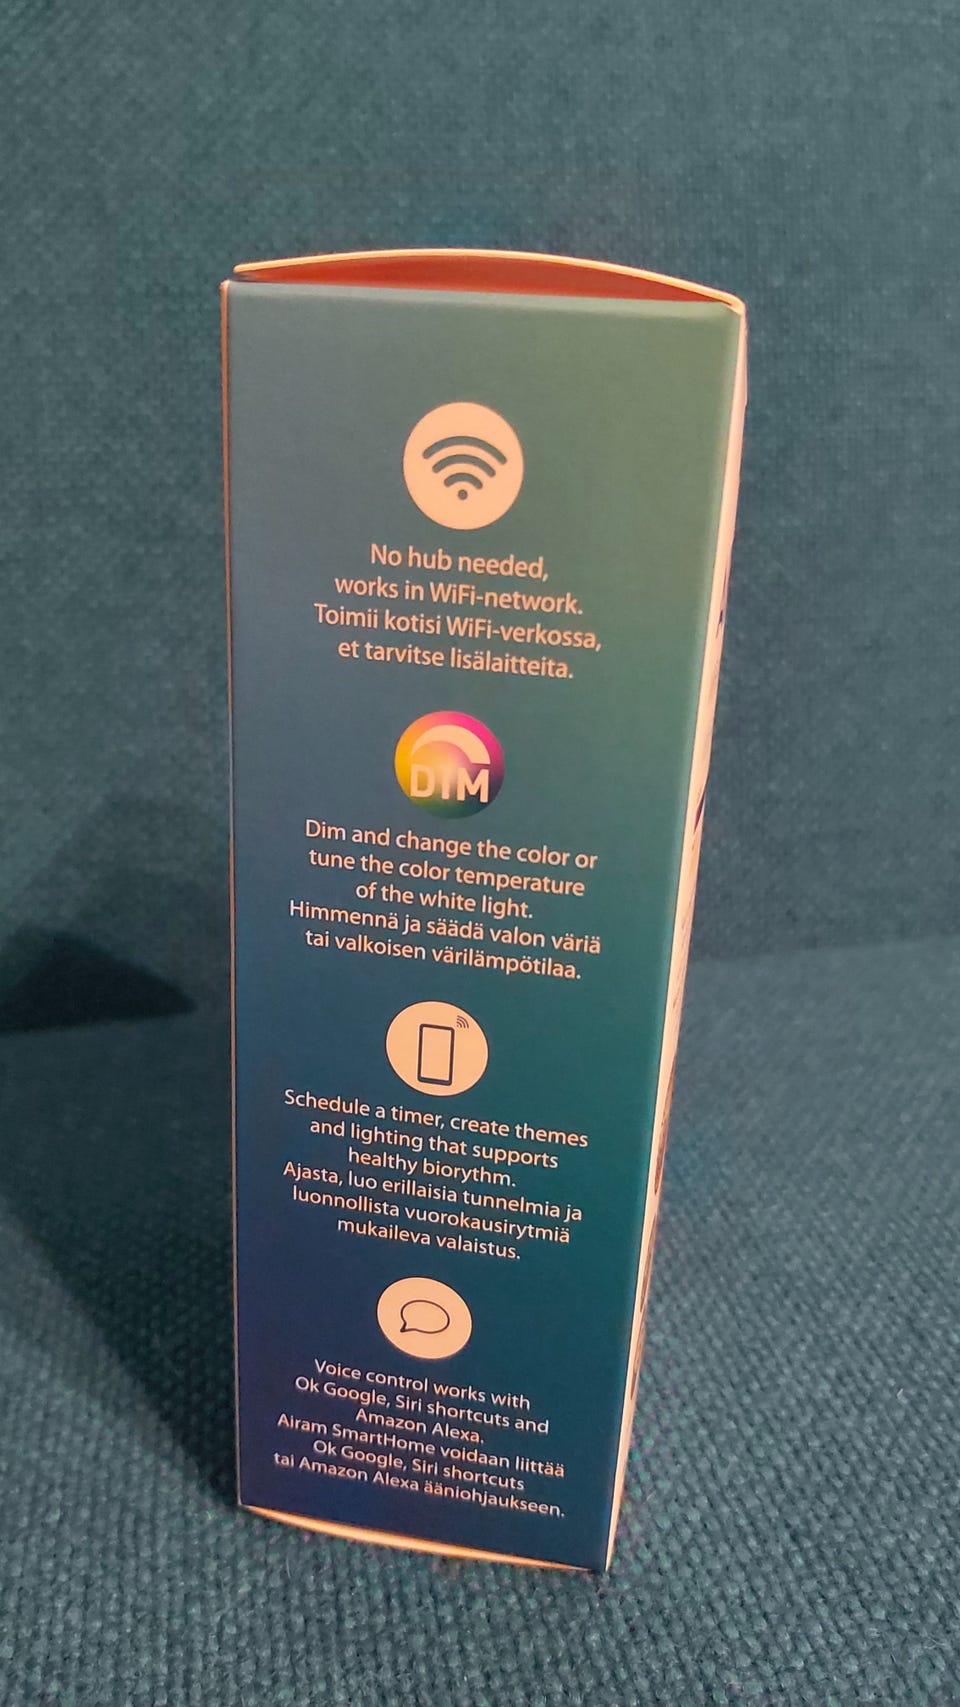 No hub needed,
works in WiFi-network.
Toimii kotisi WiFi-verkossa,
et tarvitse lisälaitteita.
DIM
Dim and change the color or
tune the color temperature
of the white light.
Himmennä ja säädä valon väriä
tai valkoisen värilämpötilaa.
Schedule a timer, create themes
and lighting that supports
healthy biorythm.
Ajasta, luo erillaisia tunnelmia ja
luonnollista vuorokausirytmiä
mukaileva valaistus.
Voice control works with
Ok Google, Siri shortcuts and
Amazon Alexa.
Airam SmartHome voidaan liittää
Ok Google, Siri shortcuts
tai Amazon Alexa ääniohjaukseen.